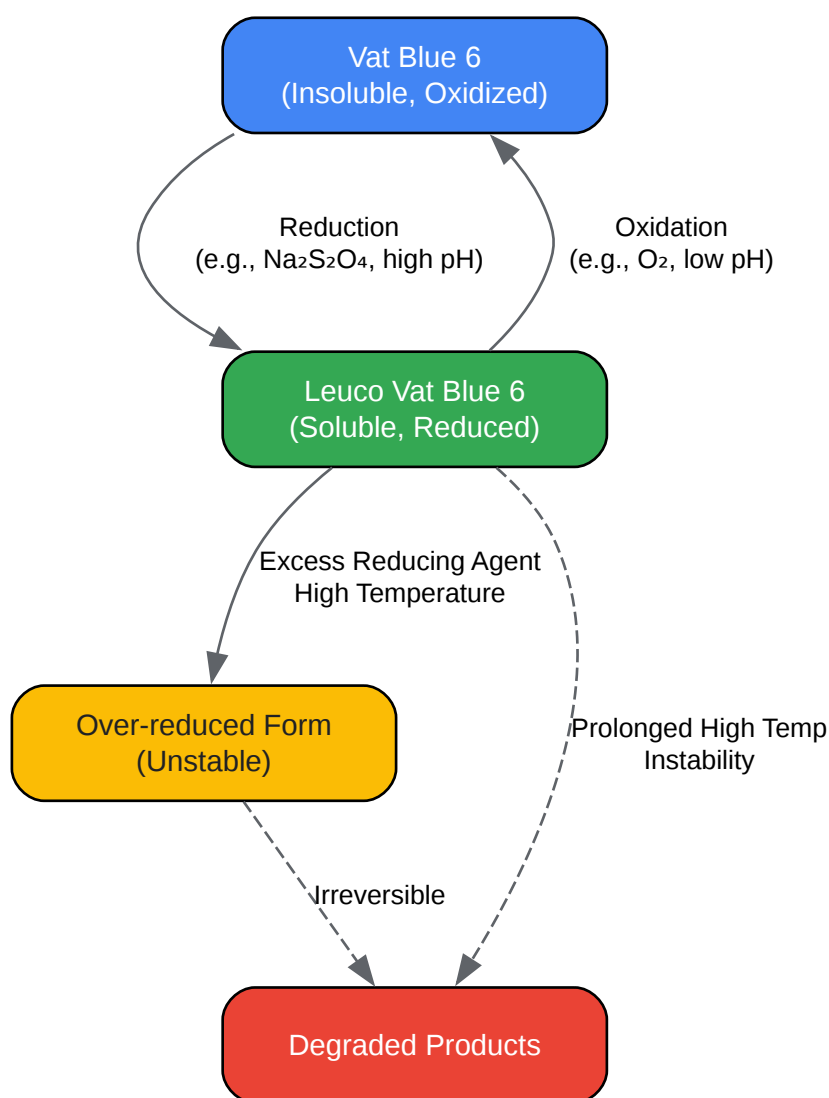 Vat Blue 6
(Insoluble, Oxidized)
Reduction
(e.g., Na₂S₂O₄, high pH)
Oxidation
(e.g., O₂, low pH)
Leuco Vat Blue 6
(Soluble, Reduced)
Excess Reducing Agent
High Temperature
Over-reduced Form
(Unstable)
Prolonged High Temp
Instability
Irreversible
Degraded Products